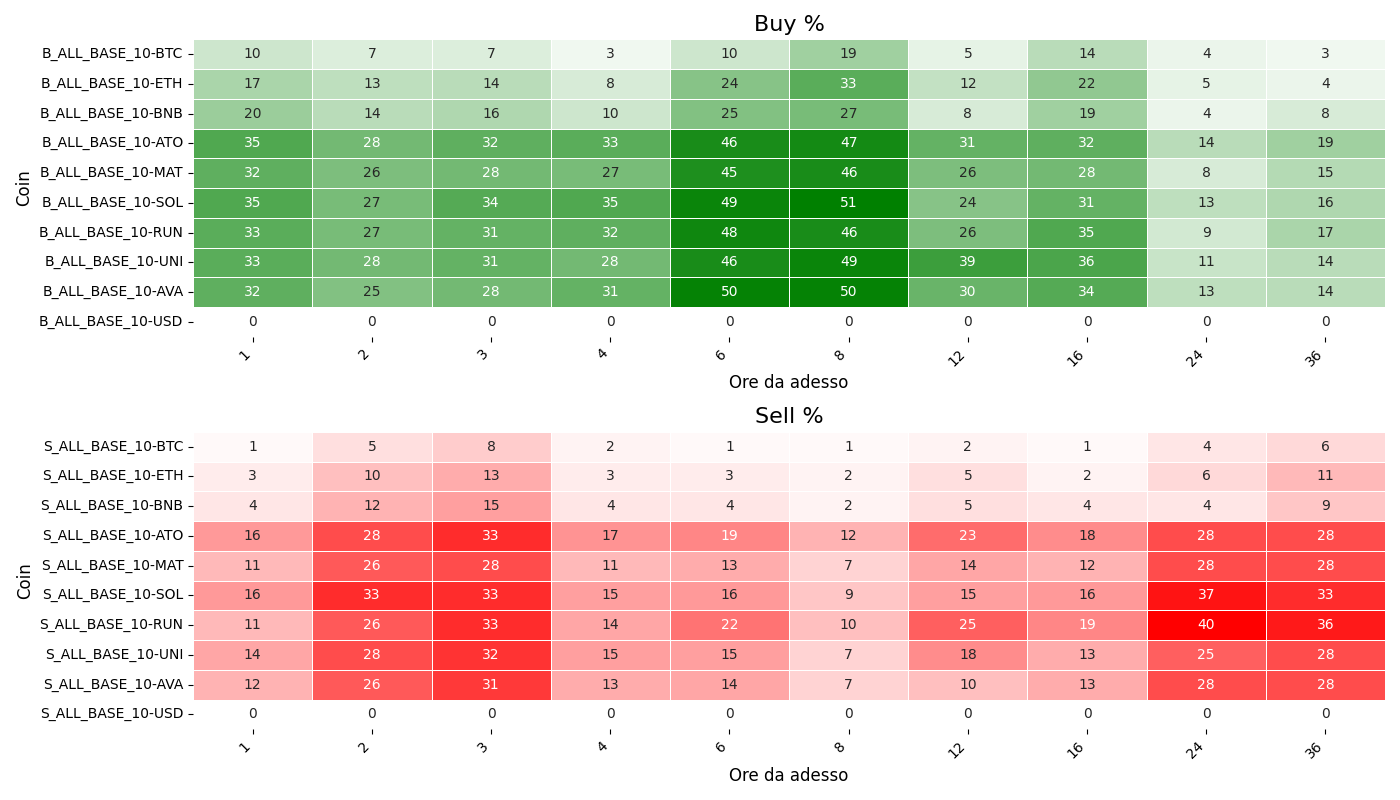 Buy %
Coin
B_ALL_BASE_10-BTC 10 7 7 3 10 19 5 14 4 3
B_ALL_BASE_10-ETH 17 13 14 8 24 33 12 22 5 4
B_ALL_BASE_10-BNB 20 14 16 10 25 27 8 19 4 8
B_ALL_BASE_10-ATO 35 28 32 33 46 47 31 32 14 19
B_ALL_BASE_10-MAT 32 26 28 27 45 46 26 28 8 15
B_ALL_BASE_10-SOL 35 27 34 35 49 51 24 31 13 16
B_ALL_BASE_10-RUN 33 27 31 32 48 46 26 35 9 17
B_ALL_BASE_10-UNI 33 28 31 28 46 49 39 36 11 14
B_ALL_BASE_10-AVA 32 25 28 31 50 50 30 34 13 14
B_ALL_BASE_10-USD 0 0 0 0 0 0 0 0 0 0
1 2 3 4 6 8 12 16 24 36
Ore da adesso
Sell %
Coin
S_ALL_BASE_10-BTC 1 5 8 2 1 1 2 1 4 6
S_ALL_BASE_10-ETH 3 10 13 3 3 2 5 2 6 11
S_ALL_BASE_10-BNB 4 12 15 4 4 2 5 4 4 9
S_ALL_BASE_10-ATO 16 28 33 17 19 12 23 18 28 28
S_ALL_BASE_10-MAT 11 26 28 11 13 7 14 12 28 28
S_ALL_BASE_10-SOL 16 33 33 15 16 9 15 16 37 33
S_ALL_BASE_10-RUN 11 26 33 14 22 10 25 19 40 36
S_ALL_BASE_10-UNI 14 28 32 15 15 7 18 13 25 28
S_ALL_BASE_10-AVA 12 26 31 13 14 7 10 13 28 28
S_ALL_BASE_10-USD 0 0 0 0 0 0 0 0 0 0
1 2 3 4 6 8 12 16 24 36
Ore da adesso